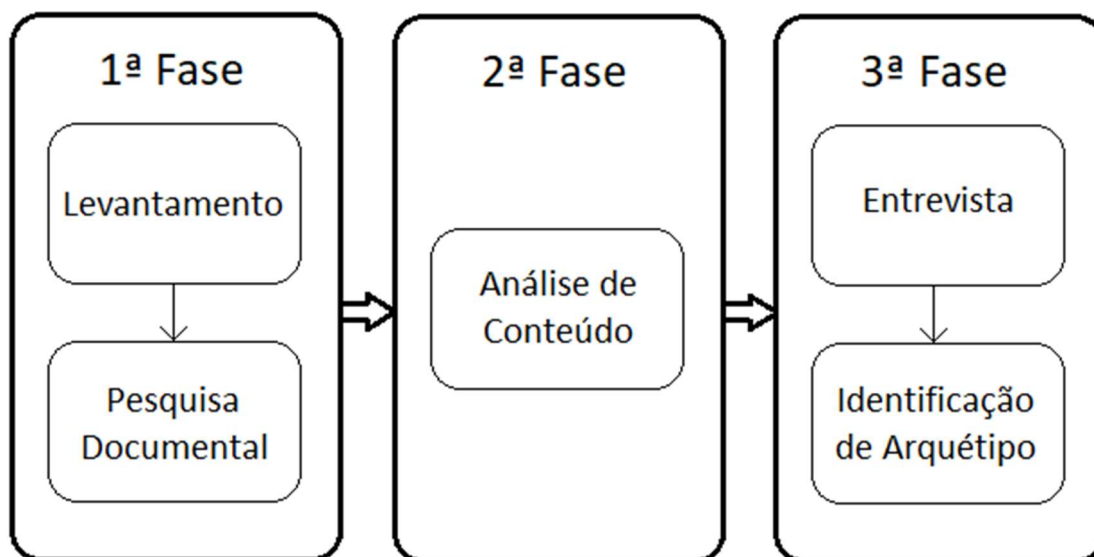 1ª Fase
Levantamento
Pesquisa
Documental
2ª Fase
Análise de
Conteúdo
3ª Fase
Entrevista
Identificação
de Arquétipo